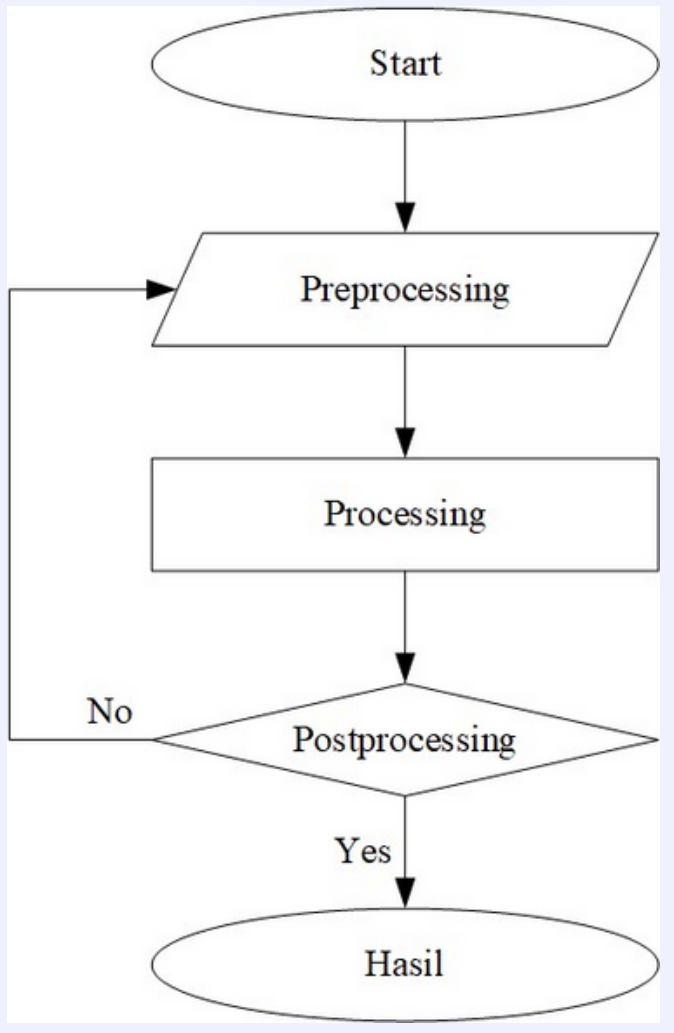 Start
Preprocessing
Processing
No
Postprocessing
Yes
Hasil